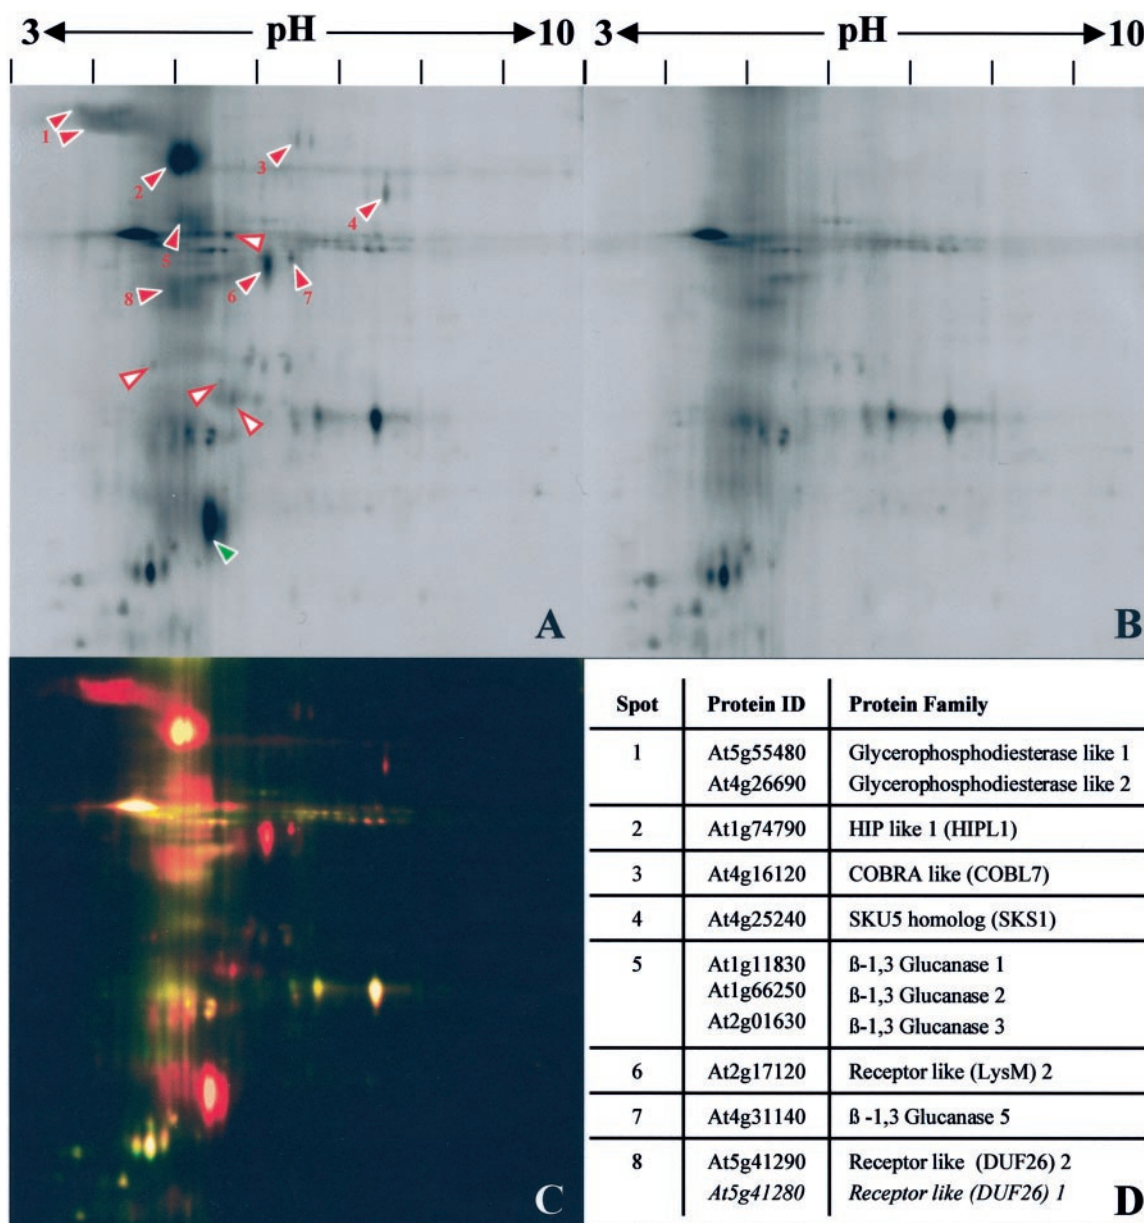 3 pH 10
3 pH 10
1
2
3
4
5
6
7
8
A
B
C
Spot Protein ID Protein Family
1 At5g55480 Glycerophosphodiesterase like 1
At4g26690 Glycerophosphodiesterase like 2
2 At1g74790 HIP like 1 (HIPL1)
3 At4g16120 COBRA like (COBL7)
4 At4g25240 SKU5 homolog (SKS1)
5 At1g11830 ß-1,3 Glucanase 1
At1g66250 ß-1,3 Glucanase 2
At2g01630 ß-1,3 Glucanase 3
6 At2g17120 Receptor like (LysM) 2
7 At4g31140 ß -1,3 Glucanase 5
8 At5g41290 Receptor like (DUF26) 2
At5g41280 Receptor like (DUF26) 1
D